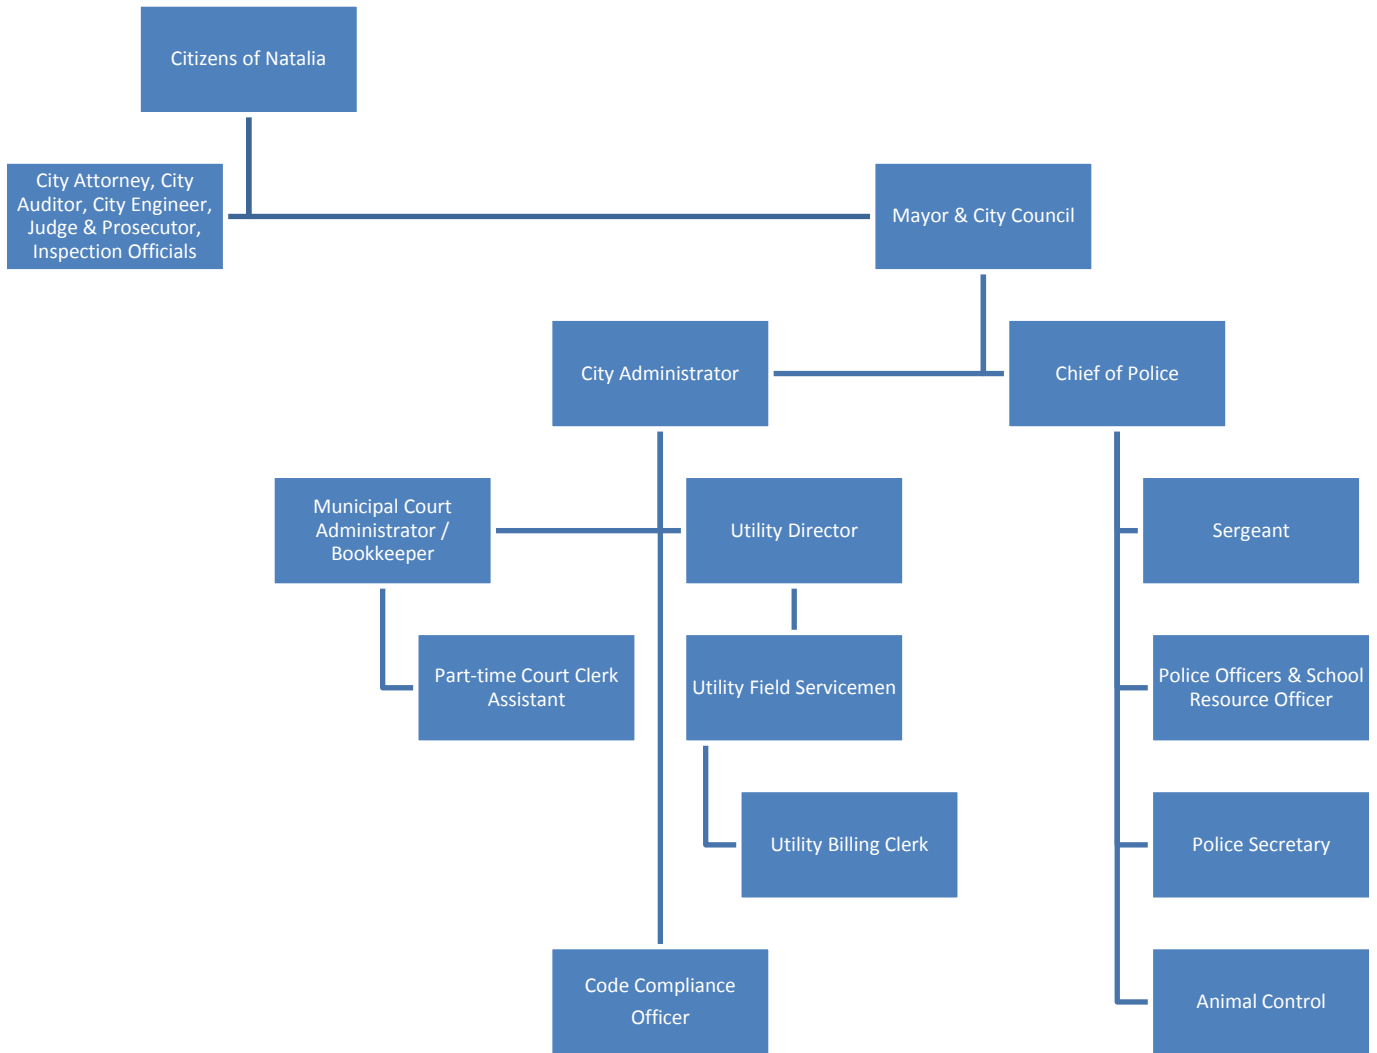 Citizens of Natalia
City Attorney, City
Auditor, City Engineer,
Judge & Prosecutor,
Inspection Officials
Mayor & City Council
City Administrator
Chief of Police
Municipal Court
Administrator /
Bookkeeper
Utility Director
Sergeant
Part-time Court Clerk
Assistant
Utility Field Servicemen
Police Officers & School
Resource Officer
Utility Billing Clerk
Police Secretary
Code Compliance
Officer
Animal Control